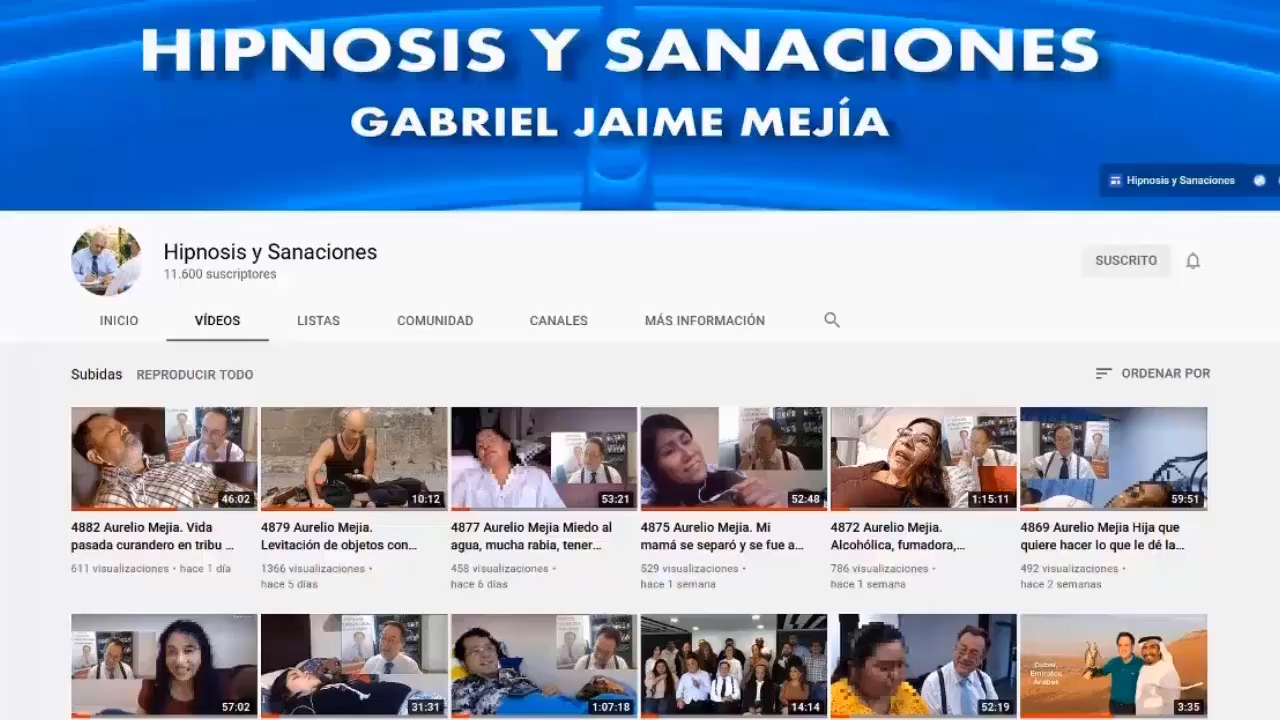 HIPNOSIS Y SANACIONES
GABRIEL JAIME MEJÍA
Hipnosis y Sanaciones
Hipnosis y Sanaciones
11.600 suscriptores
SUSCRITO
INICIO VÍDEOS LISTAS COMUNIDAD CANALES MÁS INFORMACIÓN
Subidas REPRODUCIR TODO ORDENAR POR
46:02
4882 Aurelio Mejia. Vida
pasada curandero en tribu ...
611 visualizaciones • hace 1 día
10:12
4879 Aurelio Mejia.
Levitación de objetos con...
1366 visualizaciones •
hace 5 días
53:21
4877 Aurelio Mejia Miedo al
agua, mucha rabia, tener...
458 visualizaciones •
hace 6 días
52:48
4875 Aurelio Mejia. Mi
mamá se separó y se fue a...
529 visualizaciones •
hace 1 semana
1:15:11
4872 Aurelio Mejia.
Alcohólica, fumadora,...
786 visualizaciones •
hace 1 semana
59:51
4869 Aurelio Mejia Hija que
quiere hacer lo que le dé la...
492 visualizaciones •
hace 2 semanas
57:02
31:31
1:07:18
14:14
52:19
Dubai,
Emiratos
Árabes
3:35